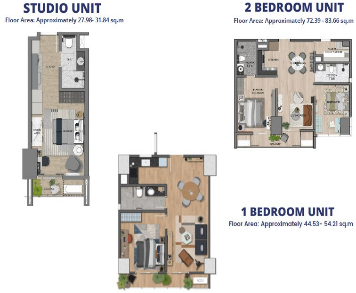 STUDIO UNIT
Floor Area: Approximately 27.98- 31.84 sq.m
2 BEDROOM UNIT
Floor Area: Approximately 72.39 - 83.66 sq.m
1 BEDROOM UNIT
Floor Area: Approximately 44.53- 54.21 sq.m